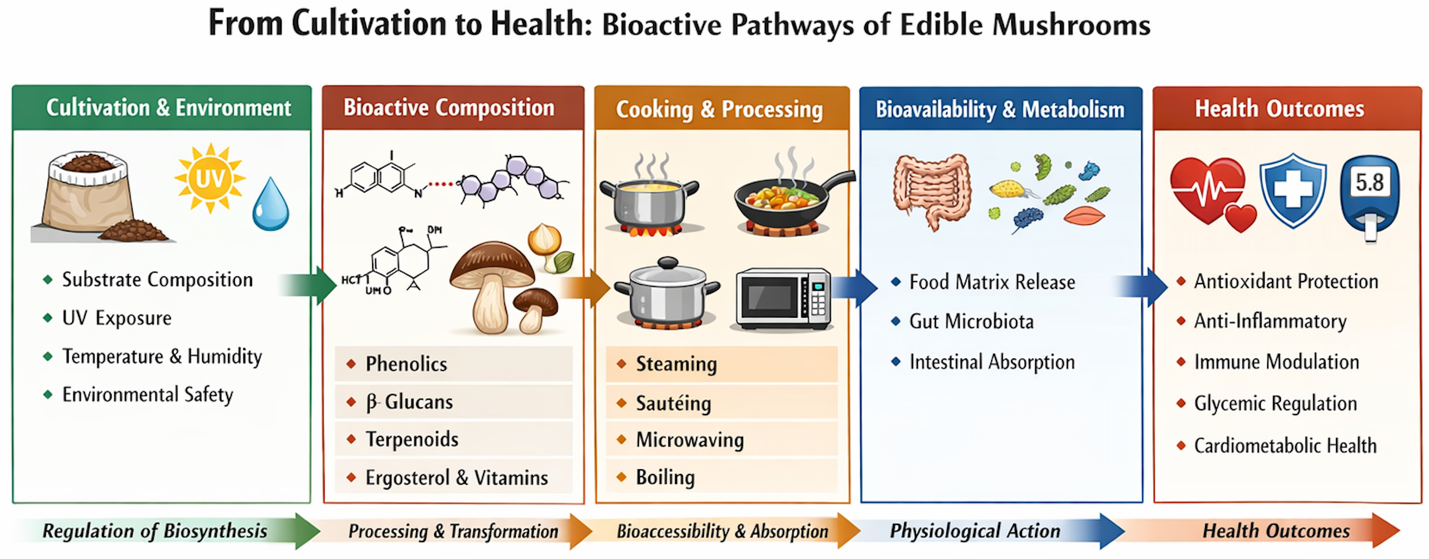 From Cultivation to Health: Bioactive Pathways of Edible Mushrooms
Cultivation & Environment
UV
Substrate Composition
UV Exposure
Temperature & Humidity
Environmental Safety
Bioactive Composition
H
N
HCT
Phenolics
β-Glucans
Terpenoids
Ergosterol & Vitamins
Cooking & Processing
Steaming
Sautéing
Microwaving
Boiling
Bioavailability & Metabolism
Food Matrix Release
Gut Microbiota
Intestinal Absorption
Health Outcomes
5.8
Antioxidant Protection
Anti-Inflammatory
Immune Modulation
Glycemic Regulation
Cardiometabolic Health
Regulation of Biosynthesis
Processing & Transformation
Bioaccessibility & Absorption
Physiological Action
Health Outcomes